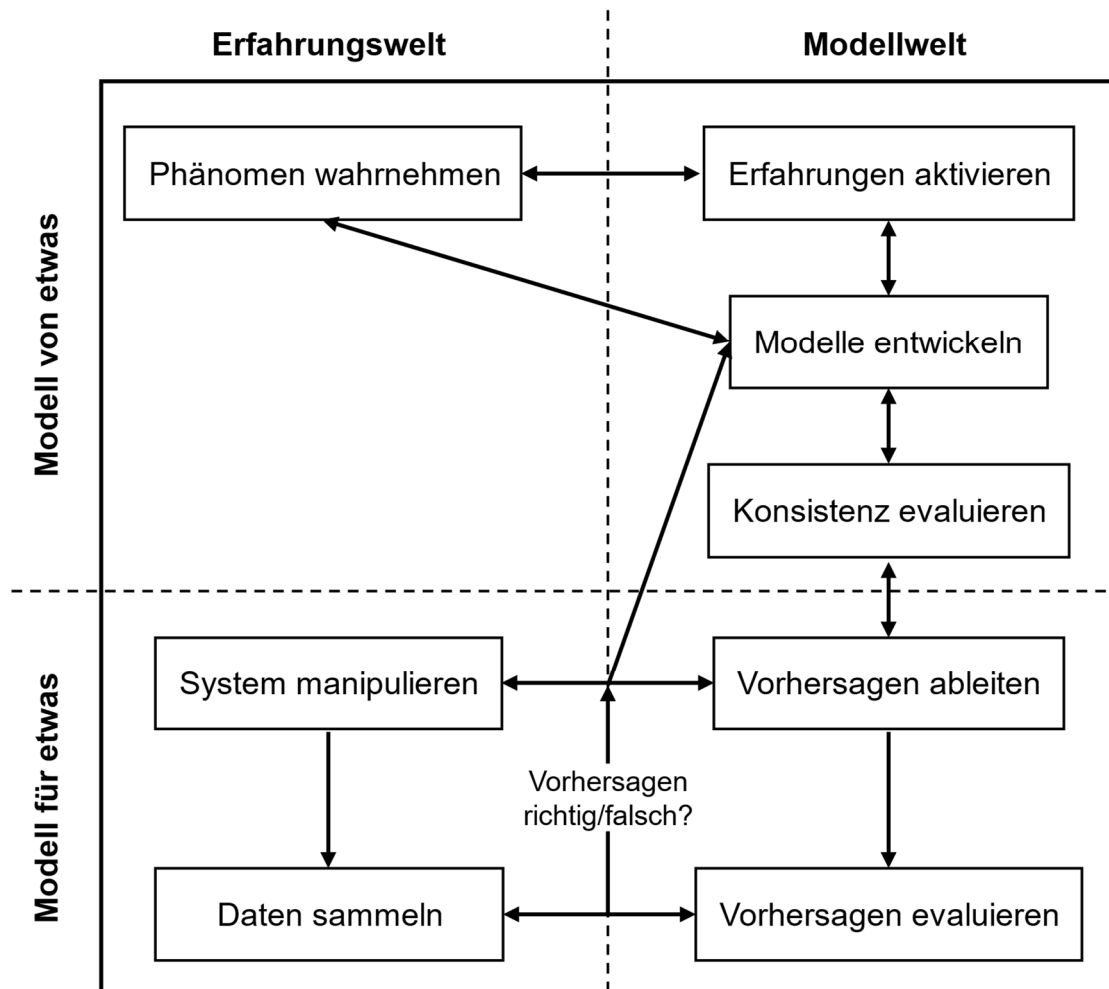 Erfahrungswelt
Modellwelt
Modell von etwas
Phänomen wahrnehmen
Erfahrungen aktivieren
Modelle entwickeln
Konsistenz evaluieren
Modell für etwas
System manipulieren
Vorhersagen ableiten
Vorhersagen
richtig/falsch?
Daten sammeln
Vorhersagen evaluieren